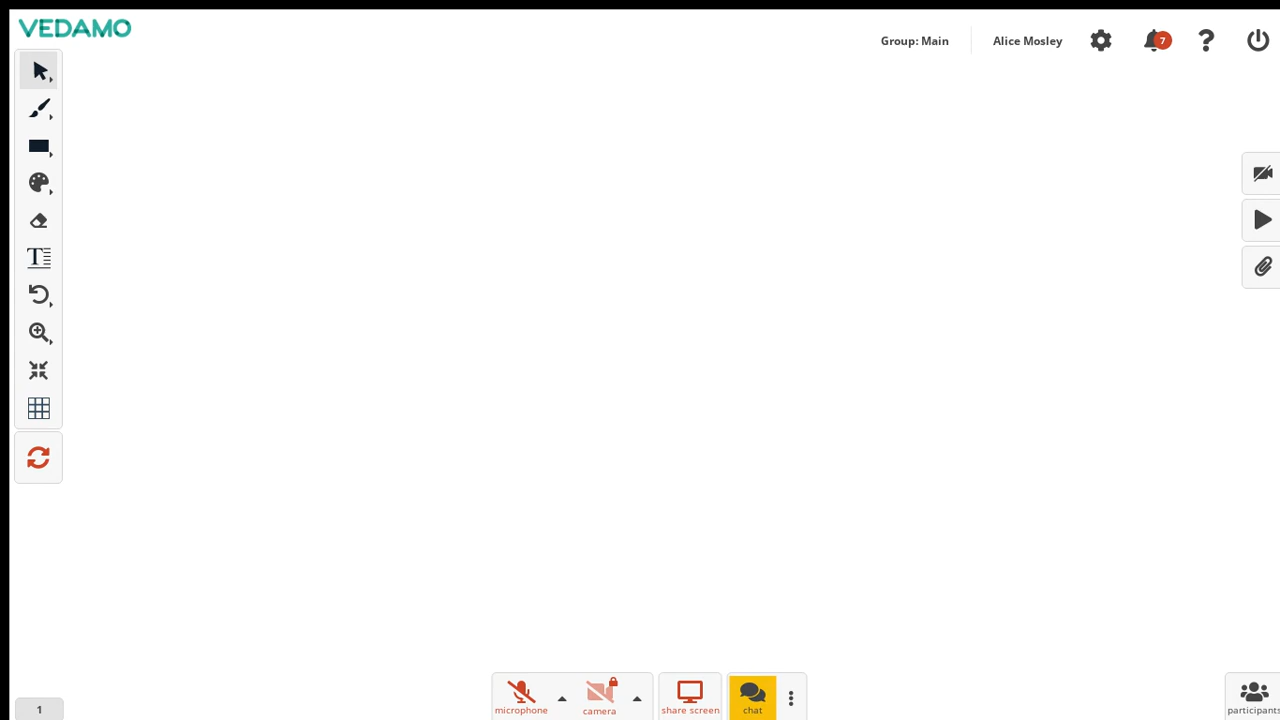 VEDAMO
Group: Main
Alice Mosley
7
T
1
microphone
camera
share screen
chat
participants